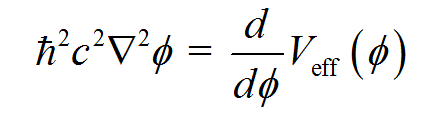 ħ²c²∇²ϕ = d/dϕ V_eff (ϕ)